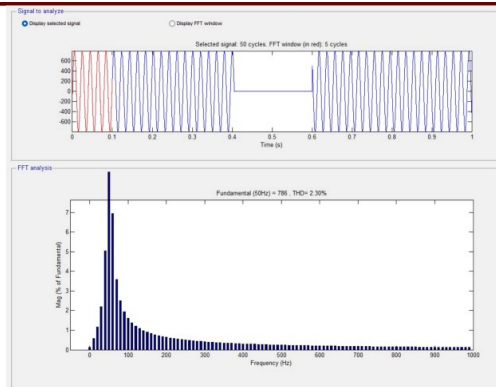 Signal to analyze
Display selected signal
Display FFT window
Selected signal: 50 cycles. FFT window (in red): 5 cycles
600
400
200
0
-200
-400
-600
0 0.1 0.2 0.3 0.4 0.5 0.6 0.7 0.8 0.9 1
Time (s)
FFT analysis
Fundamental (50Hz) = 786 , THD= 2.30%
Mag (% of Fundamental)
7
6
5
4
3
2
1
0
0 100 200 300 400 500 600 700 800 900 1000
Frequency (Hz)